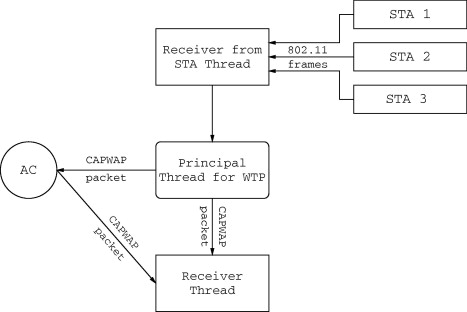 STA 1
Receiver from
STA Thread
802.11
frames
STA 2
STA 3
AC
CAPWAP
packet
Principal
Thread for WTP
CAPWAP
packet
CAPWAP
packet
Receiver
Thread